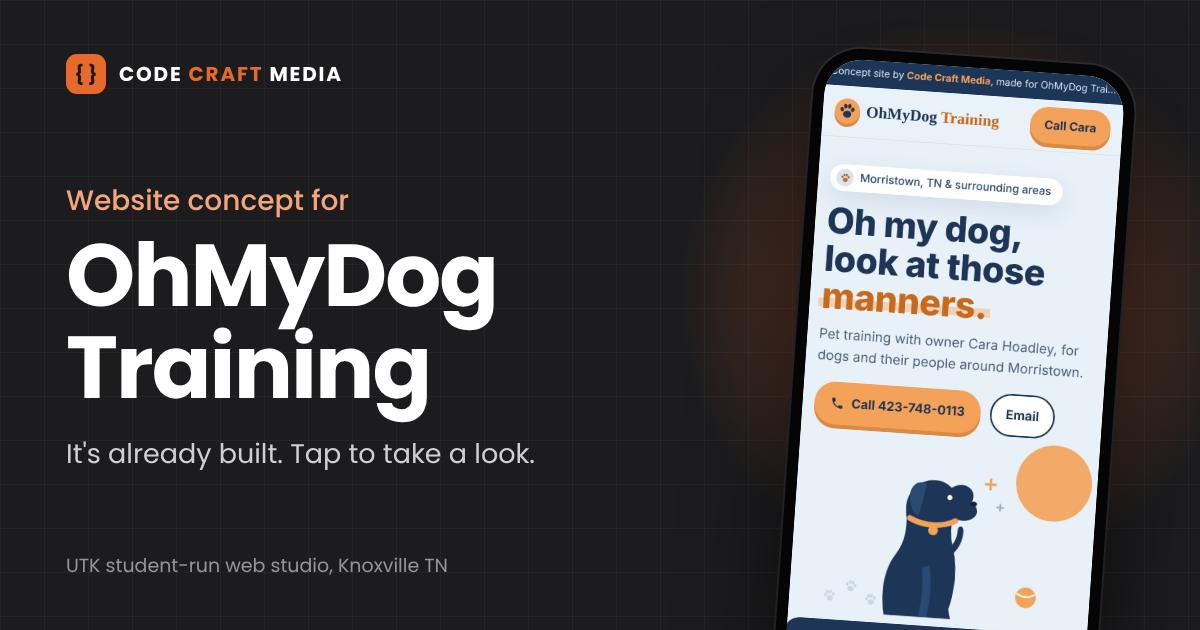 { } CODE CRAFT MEDIA
Website concept for
OhMyDog
Training
It's already built. Tap to take a look.
UTK student-run web studio, Knoxville TN
Concept site by Code Craft Media, made for OhMyDog Trai...
OhMyDog Training
Call Cara
Morristown, TN & surrounding areas
Oh my dog,
look at those
manners.
Pet training with owner Cara Hoadley, for
dogs and their people around Morristown.
Call 423-748-0113
Email